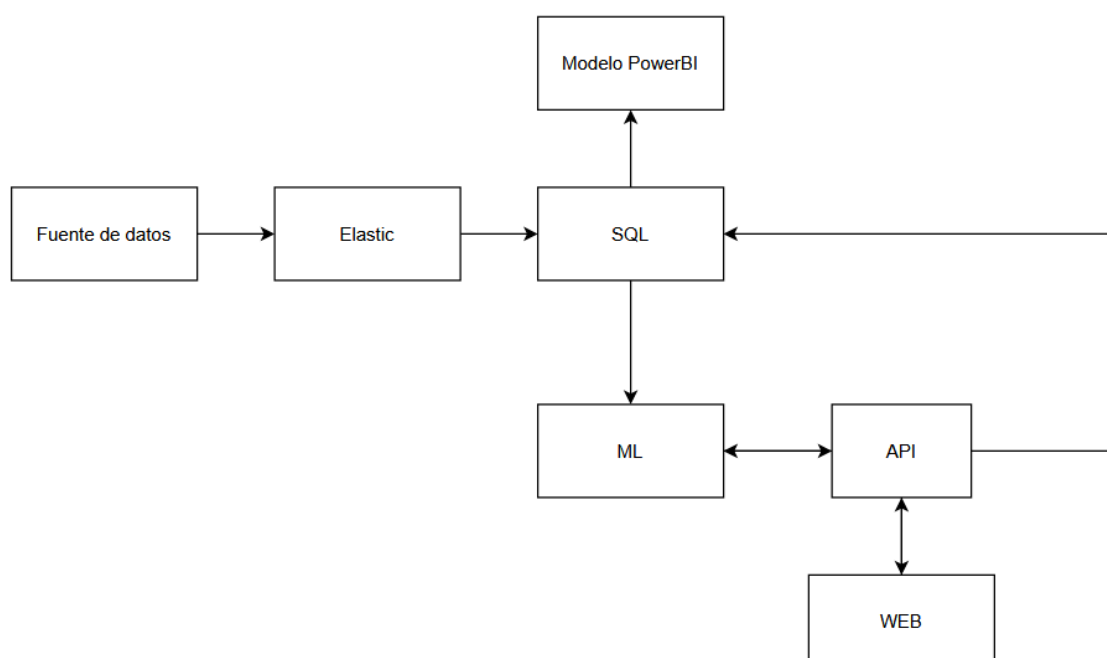 Modelo PowerBI
Fuente de datos
Elastic
SQL
ML
API
WEB